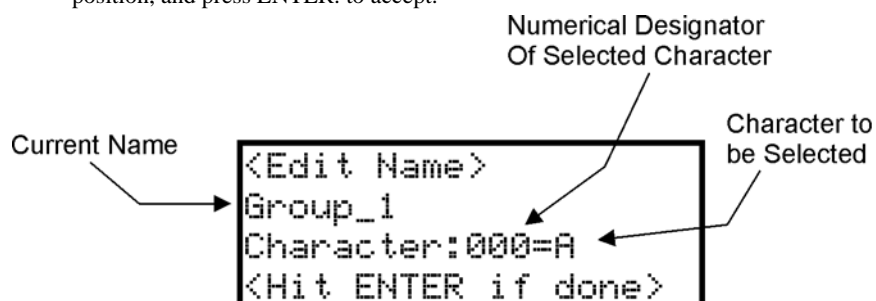 position, and press ENTER. to accept.
Numerical Designator
Of Selected Character
Character to
be Selected
Current Name
<Edit Name>
Group_1
Character:000=A
<Hit ENTER if done>